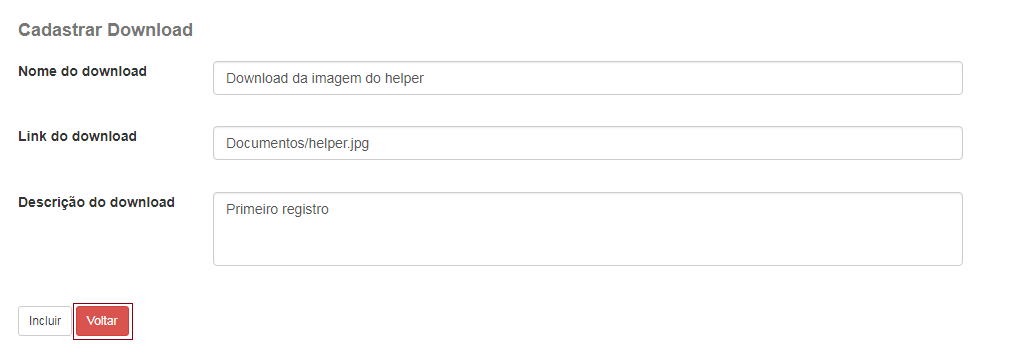 Cadastrar Download
Nome do download
Download da imagem do helper
Link do download
Documentos/helper.jpg
Descrição do download
Primeiro registro
Incluir Voltar